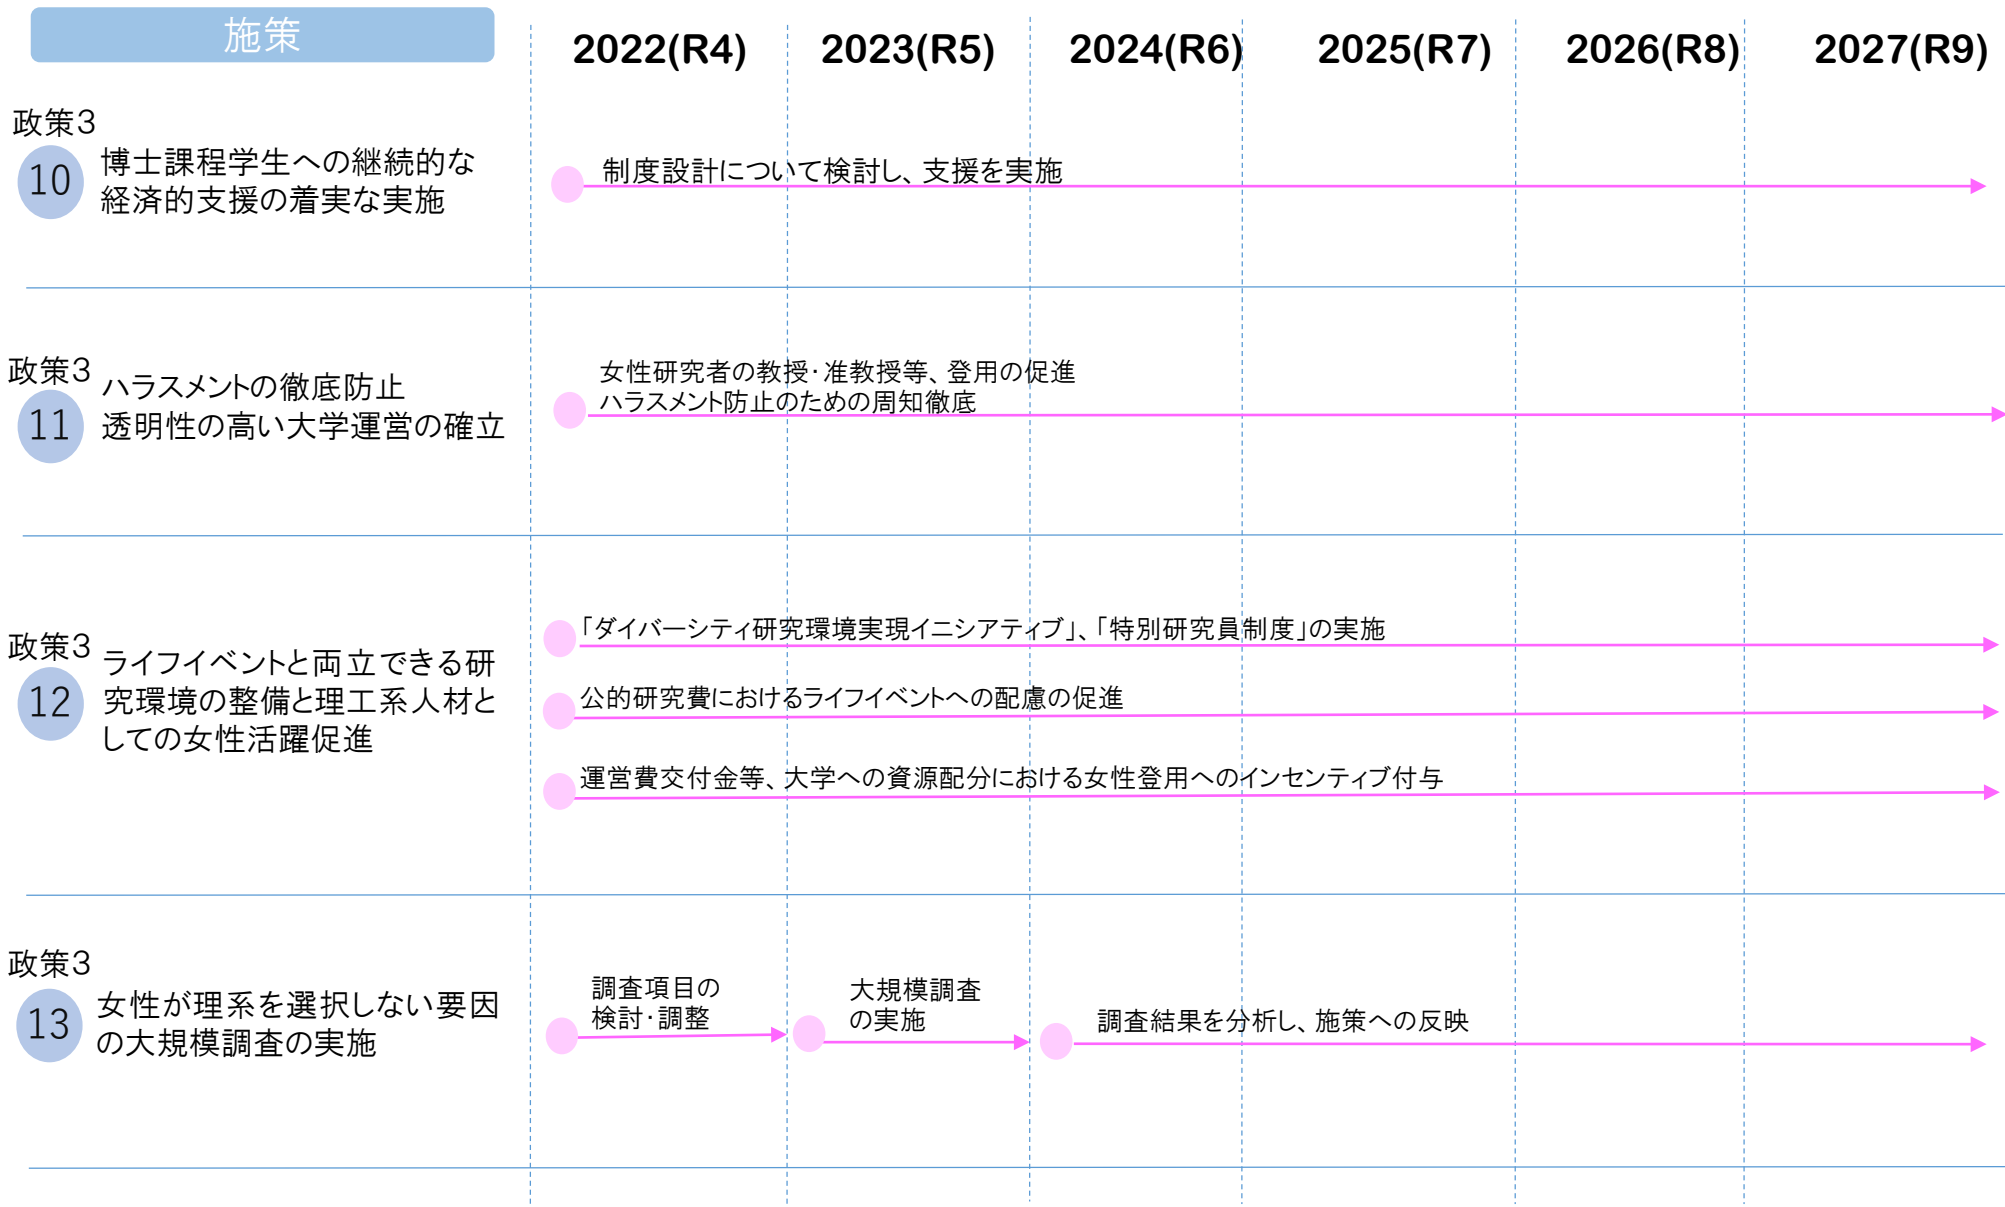 施策
2022(R4)
2023(R5)
2024(R6)
2025(R7)
2026(R8)
2027(R9)
政策3
10
博士課程学生への継続的な
経済的支援の着実な実施
制度設計について検討し、支援を実施
政策3
11
ハラスメントの徹底防止
透明性の高い大学運営の確立
女性研究者の教授・准教授等、登用の促進
ハラスメント防止のための周知徹底
政策3
12
ライフイベントと両立できる研
究環境の整備と理工系人材と
しての女性活躍促進
「ダイバーシティ研究環境実現イニシアティブ」、「特別研究員制度」の実施
公的研究費におけるライフイベントへの配慮の促進
運営費交付金等、大学への資源配分における女性登用へのインセンティブ付与
政策3
13
女性が理系を選択しない要因
の大規模調査の実施
調査項目の
検討・調整
大規模調査
の実施
調査結果を分析し、施策への反映